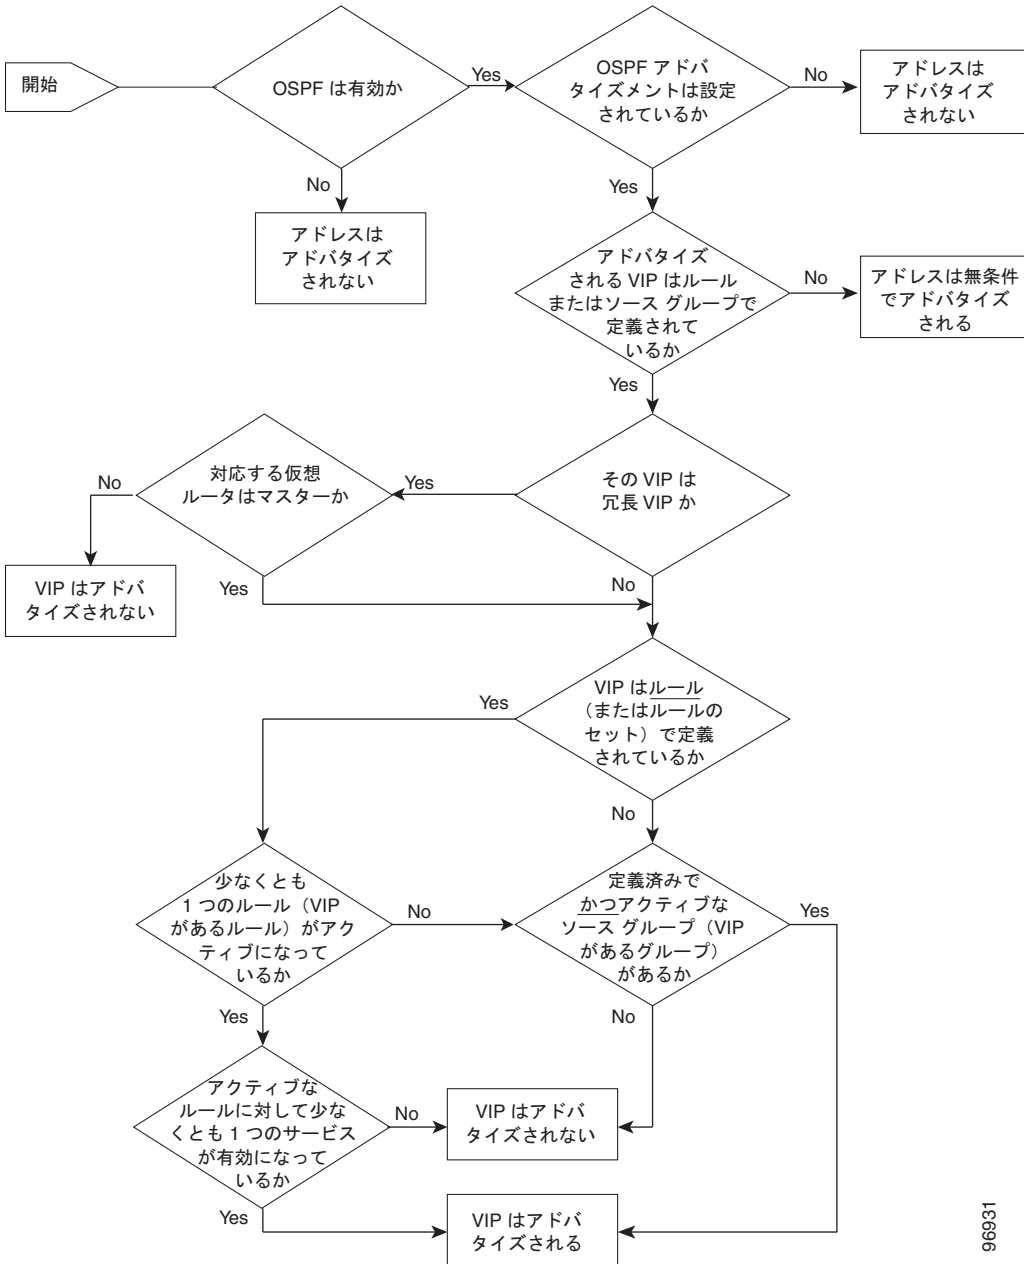 開始
OSPF は有効か
Yes
OSPF アドバ
タイズメントは設定
されているか
No
アドレスは
アドバタイズ
されない
No
アドレスは
アドバタイズ
されない
Yes
アドバタイズ
される VIP はルール
またはソース グループで
定義されて
いるか
No
アドレスは無条件
でアドバタイズ
される
Yes
その VIP は
冗長 VIP か
Yes
対応する仮想
ルータはマスターか
No
VIP はアドバ
タイズされない
Yes
No
VIP はルール
（またはルールの
セット）で定義
されているか
Yes
No
少なくとも
1 つのルール（VIP
があるルール）がアク
ティブになって
いるか
No
定義済みで
かつアクティブな
ソース グループ（VIP
があるグループ）
があるか
Yes
Yes
No
アクティブな
ルールに対して少な
くとも 1 つのサービス
が有効になって
いるか
No
VIP はアドバ
タイズされない
Yes
VIP はアドバ
タイズされる
96931